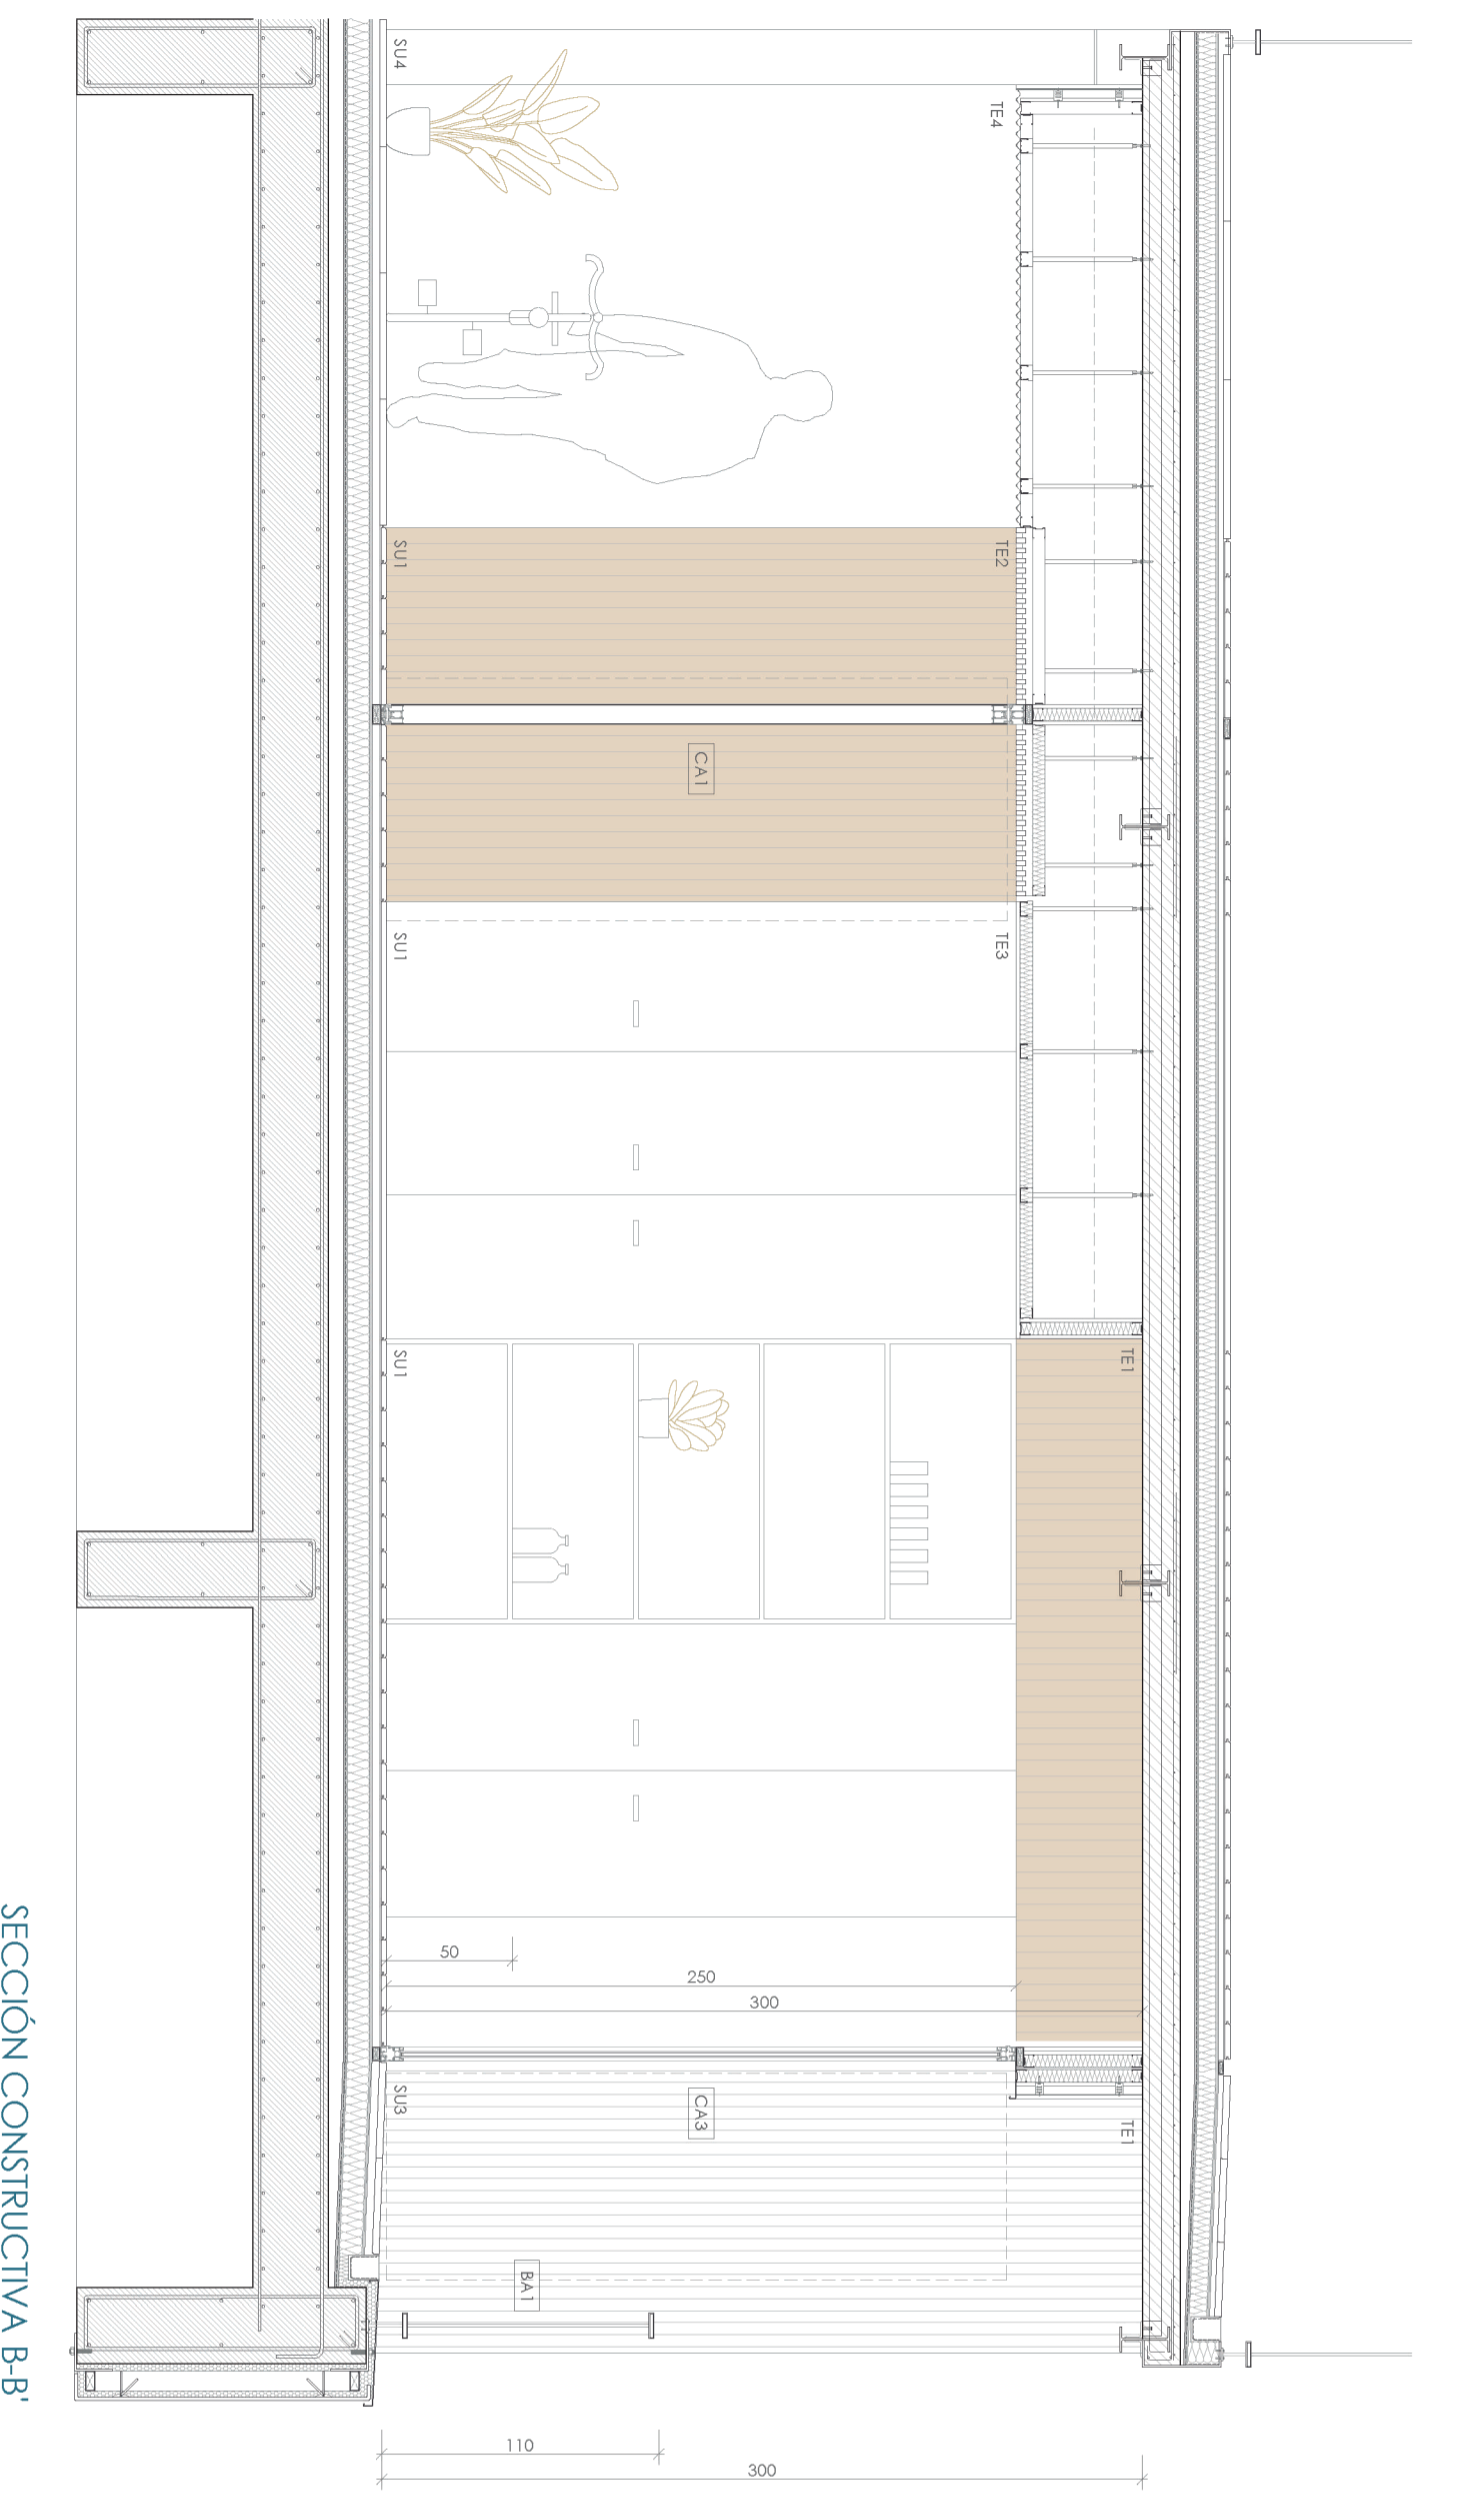 TE4
SU4
TE2
SU1
CA1
TE3
SU1
TE1
SU1
50
250
300
TE1
CA3
SU3
BA1
110
300
SECCIÓN CONSTRUCTIVA B-B'